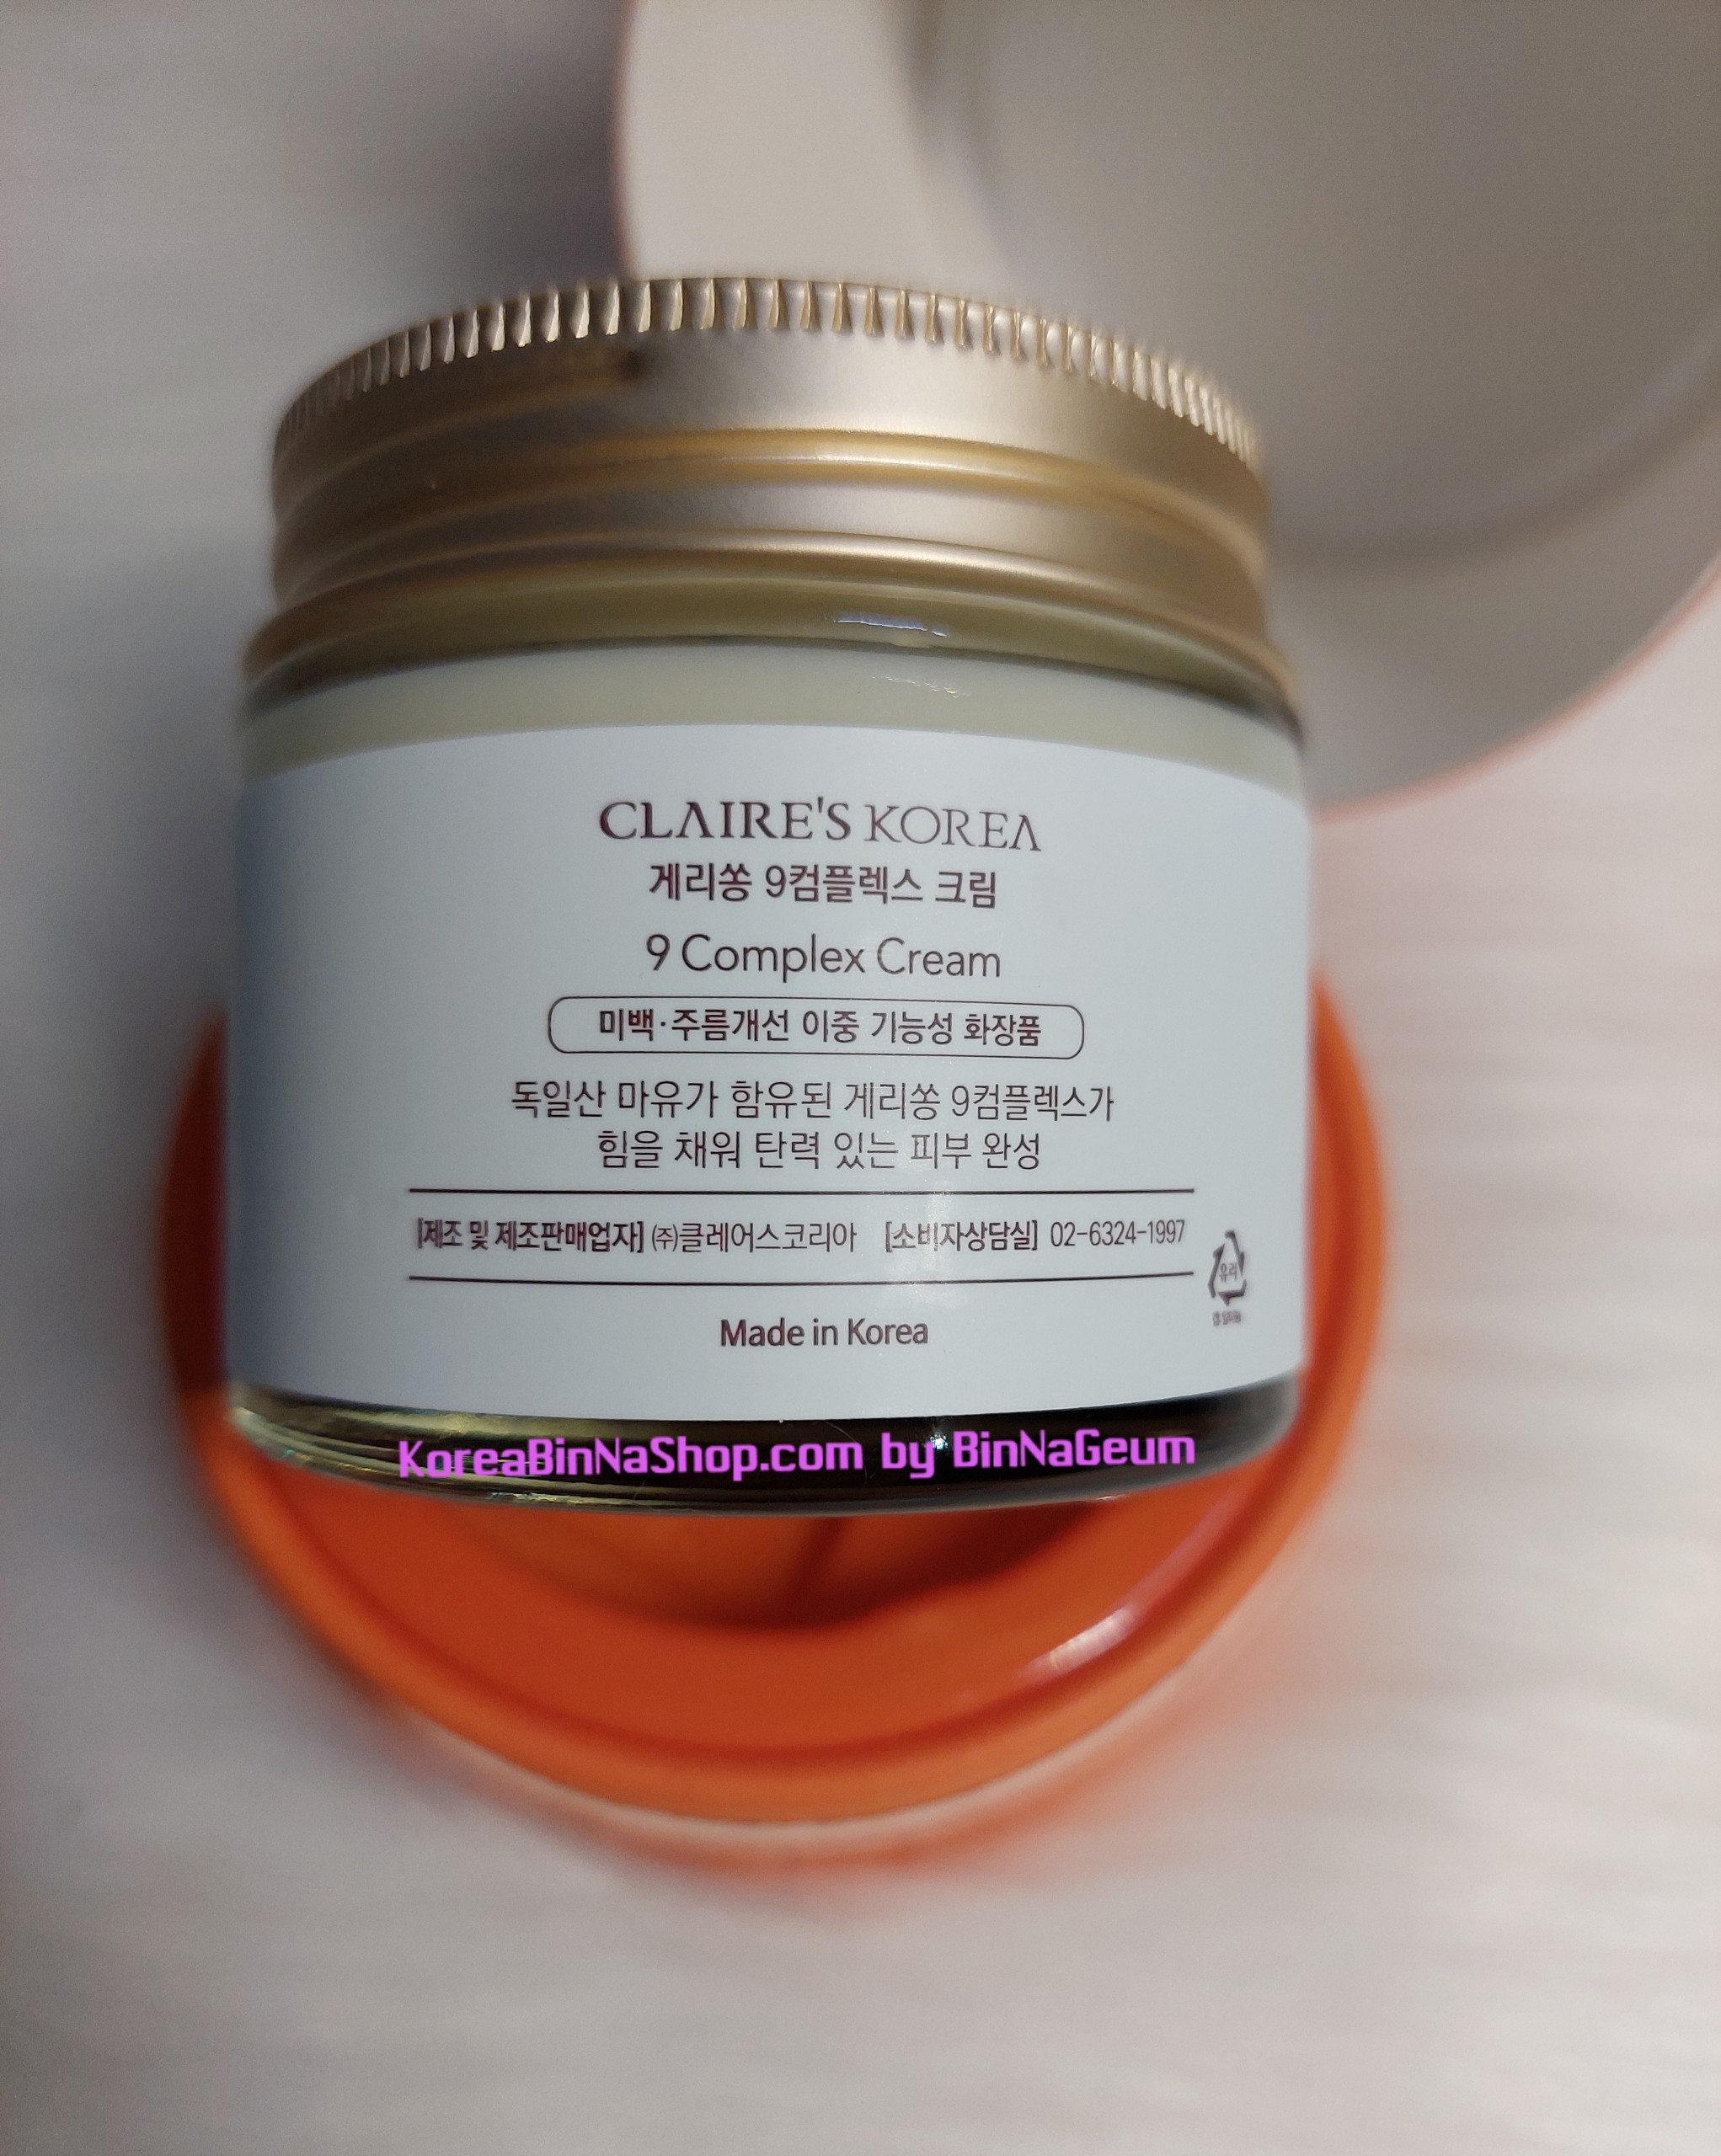 CLAIRE'S KOREA
게리쏭 9컴플렉스 크림
9 Complex Cream
미백·주름개선 이중 기능성 화장품
독일산 마유가 함유된 게리쏭 9컴플렉스가
힘을 채워 탄력 있는 피부 완성
[제조 및 제조판매업자] ㈜클레어스코리아 [소비자상담실] 02-6324-1997
유리
Made in Korea
KoreaBinNaShop.com by BinNaGeum